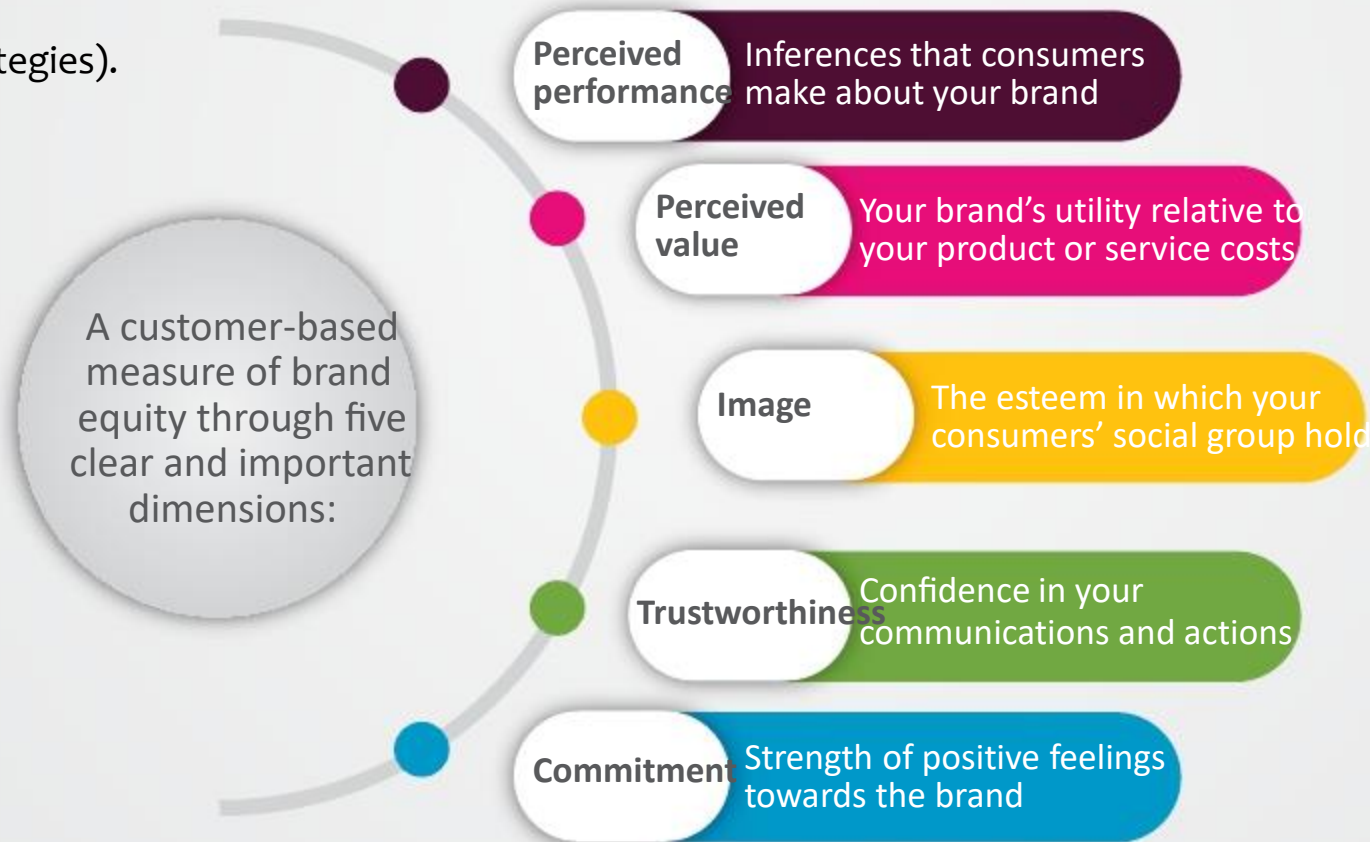 tegies).
Perceived
performance
Inferences that consumers
make about your brand
Perceived
value
Your brand's utility relative to
your product or service costs
A customer-based
measure of brand
equity through five
clear and important
dimensions:
Image
The esteem in which your
consumers' social group hold
Trustworthiness
Confidence in your
communications and actions
Commitment
Strength of positive feelings
towards the brand